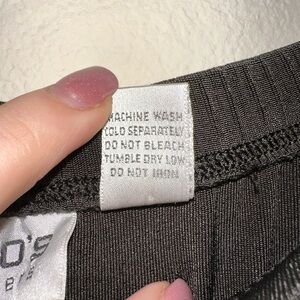 MACHINE WASH
COLD SEPARATELY
DO NOT BLEACH
TUMBLE DRY LOW
DO NOT IRON
O'S